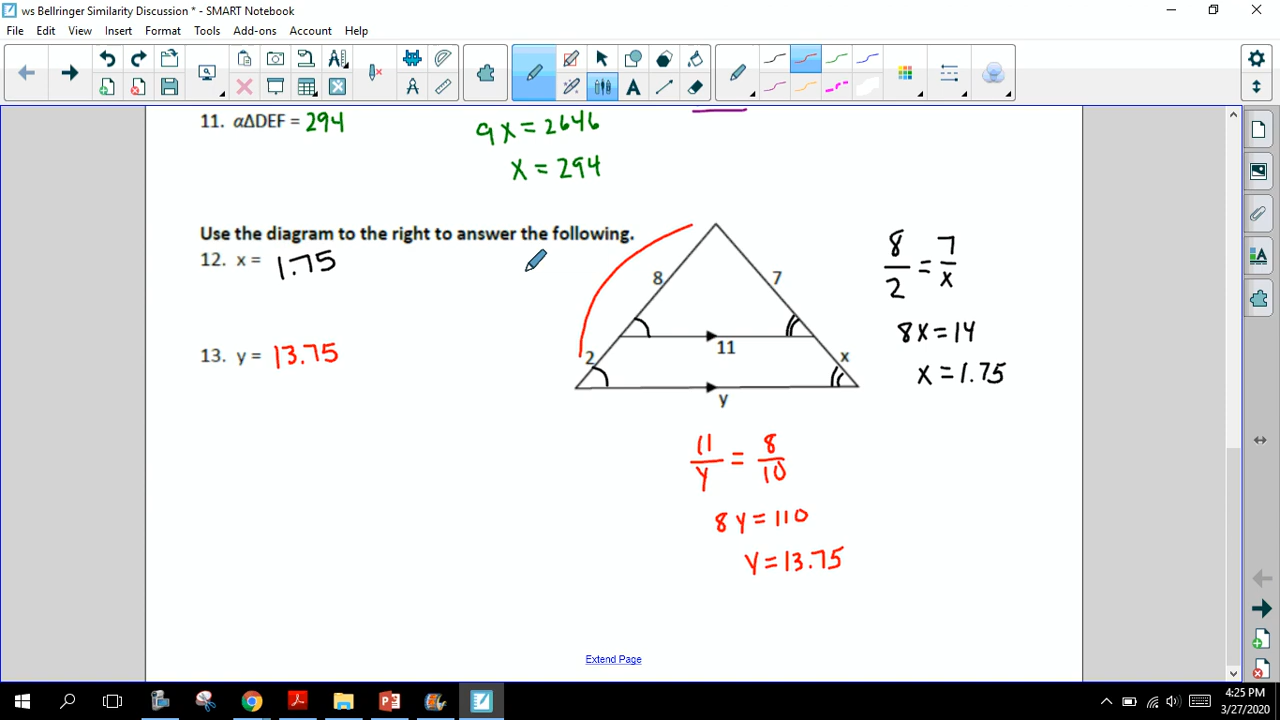 ws Bellringer Similarity Discussion * - SMART Notebook
File Edit View Insert Format Tools Add-ons Account Help
11. αΔDEF = 294
9x = 2646
x = 294
Use the diagram to the right to answer the following.
12. x = 1.75
13. y = 13.75
8
7
2
11
x
y
8/2 = 7/x
8x = 14
x = 1.75
11/y = 8/10
8y = 110
y = 13.75
Extend Page
4:25 PM
3/27/2020